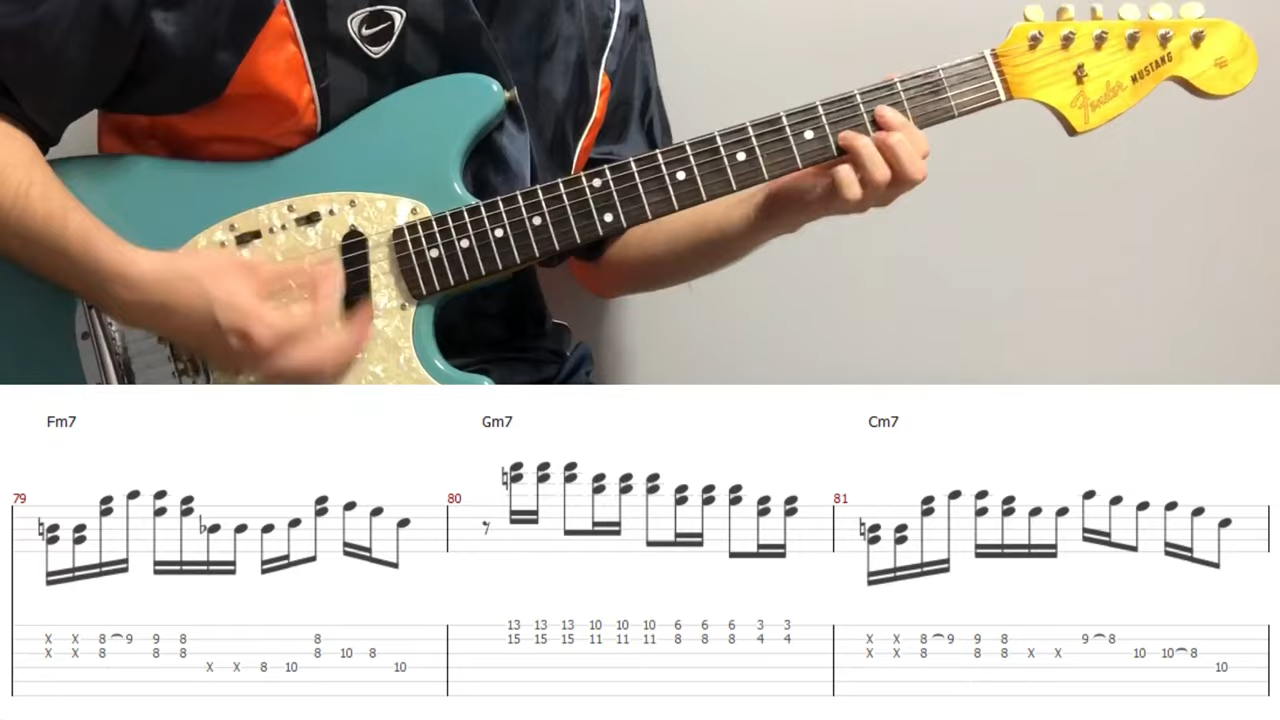 Fender MUSTANG
Fm7 Gm7 Cm7
79 80 81
13 13 13 10 10 10 6 6 6 3 3
X X 8 9 9 8 8 15 15 15 11 11 11 8 8 8 4 4 X X 8 9 9 8 9 8
X X 8 8 8 8 10 8 X X 8 8 8 X X 10 10 8
X X 8 10 10 10